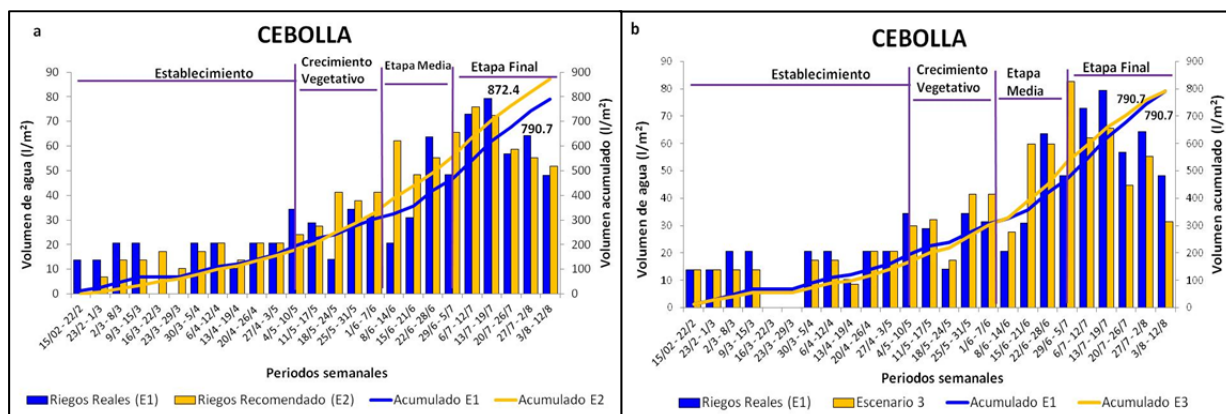 a
CEBOLLA
Establecimiento
Crecimiento
Vegetativo
Etapa Media
Etapa Final
872.4
790.7
Volumen de agua (l/m²)
90
80
70
60
50
40
30
20
10
0
Volumen acumulado (l/m²)
900
800
700
600
500
400
300
200
100
0
15/02 - 22/2
23/2 - 1/3
2/3 - 8/3
9/3 - 15/3
16/3 - 22/3
23/3 - 29/3
30/3 - 5/4
6/4 - 12/4
13/4 - 19/4
20/4 - 26/4
27/4 - 3/5
4/5 - 10/5
11/5 - 17/5
18/5 - 24/5
25/5 - 31/5
1/6 - 7/6
8/6 - 14/6
15/6 21/6
22/6 - 28/6
29/6 - 5/7
6/7 - 12/7
13/7 - 19/7
20/7 - 26/7
27/7 - 2/8
3/8 - 12/8
Periodos semanales
Riegos Reales (E1)
Riegos Recomendado (E2)
Acumulado E1
Acumulado E2
b
CEBOLLA
Establecimiento
Crecimiento
Vegetativo
Etapa
Media
Etapa Final
790.7
790.7
Volumen de agua (l/m²)
90
80
70
60
50
40
30
20
10
0
Volumen acumulado (l/m²)
900
800
700
600
500
400
300
200
100
0
15/02 - 22/2
23/2 - 1/3
2/3 - 8/3
9/3 - 15/3
16/3 - 22/3
23/3 - 29/3
30/3 - 5/4
6/4 - 12/4
13/4 - 19/4
20/4 - 26/4
27/4 - 3/5
4/5 - 10/5
11/5 - 17/5
18/5 - 24/5
25/5 - 31/5
1/6 - 7/6
8/6 - 14/6
15/6 - 21/6
22/6 - 28/6
29/6 - 5/7
6/7 - 12/7
13/7 - 19/7
20/7 - 26/7
27/7 - 2/8
3/8 - 12/8
Periodos semanales
Riegos Reales (E1)
Escenario 3
Acumulado E1
Acumulado E3